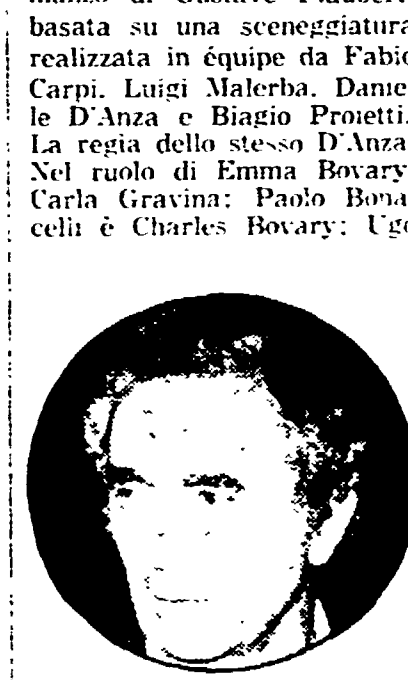 basata su una sceneggiatura
realizzata in équipe da Fabio
Carpi. Luigi Malerba. Danie
le D'Anza e Biagio Proietti.
La regia dello stesso D'Anza
Nel ruolo di Emma Bovary
Carla Gravina; Paolo Bona
celli è Charles Bovary; Ugo